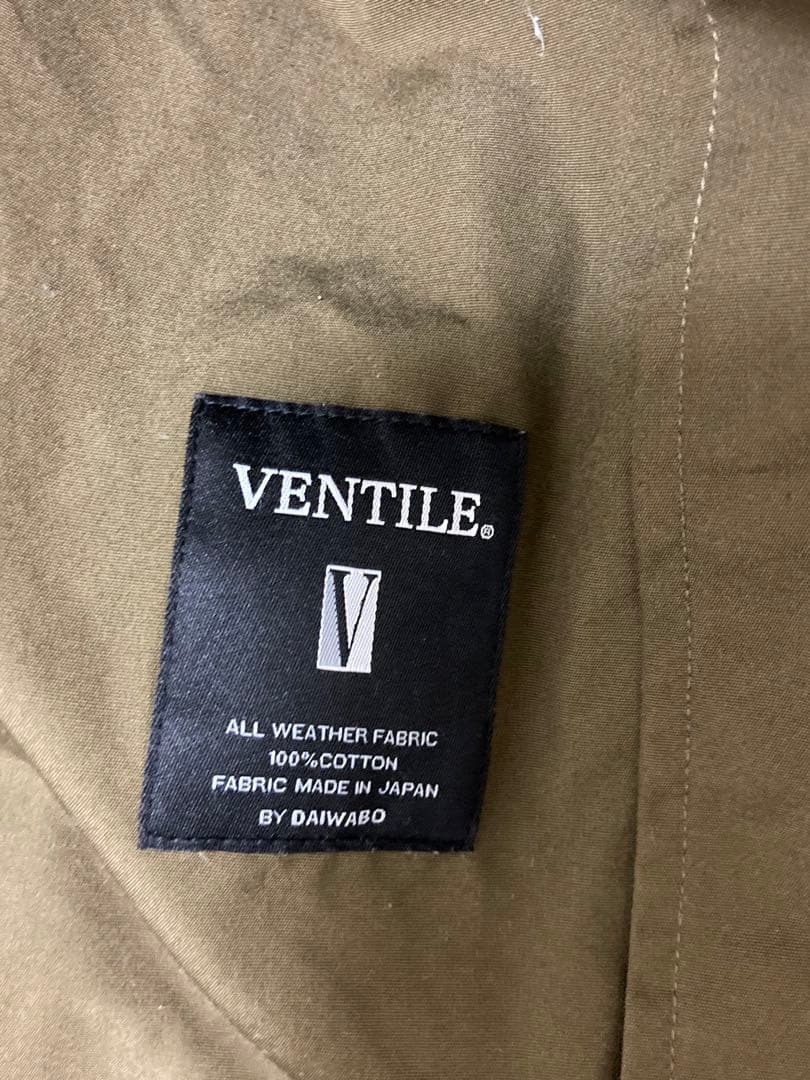 VENTILE®
V
ALL WEATHER FABRIC
100%COTTON
FABRIC MADE IN JAPAN
BY DAIWABO